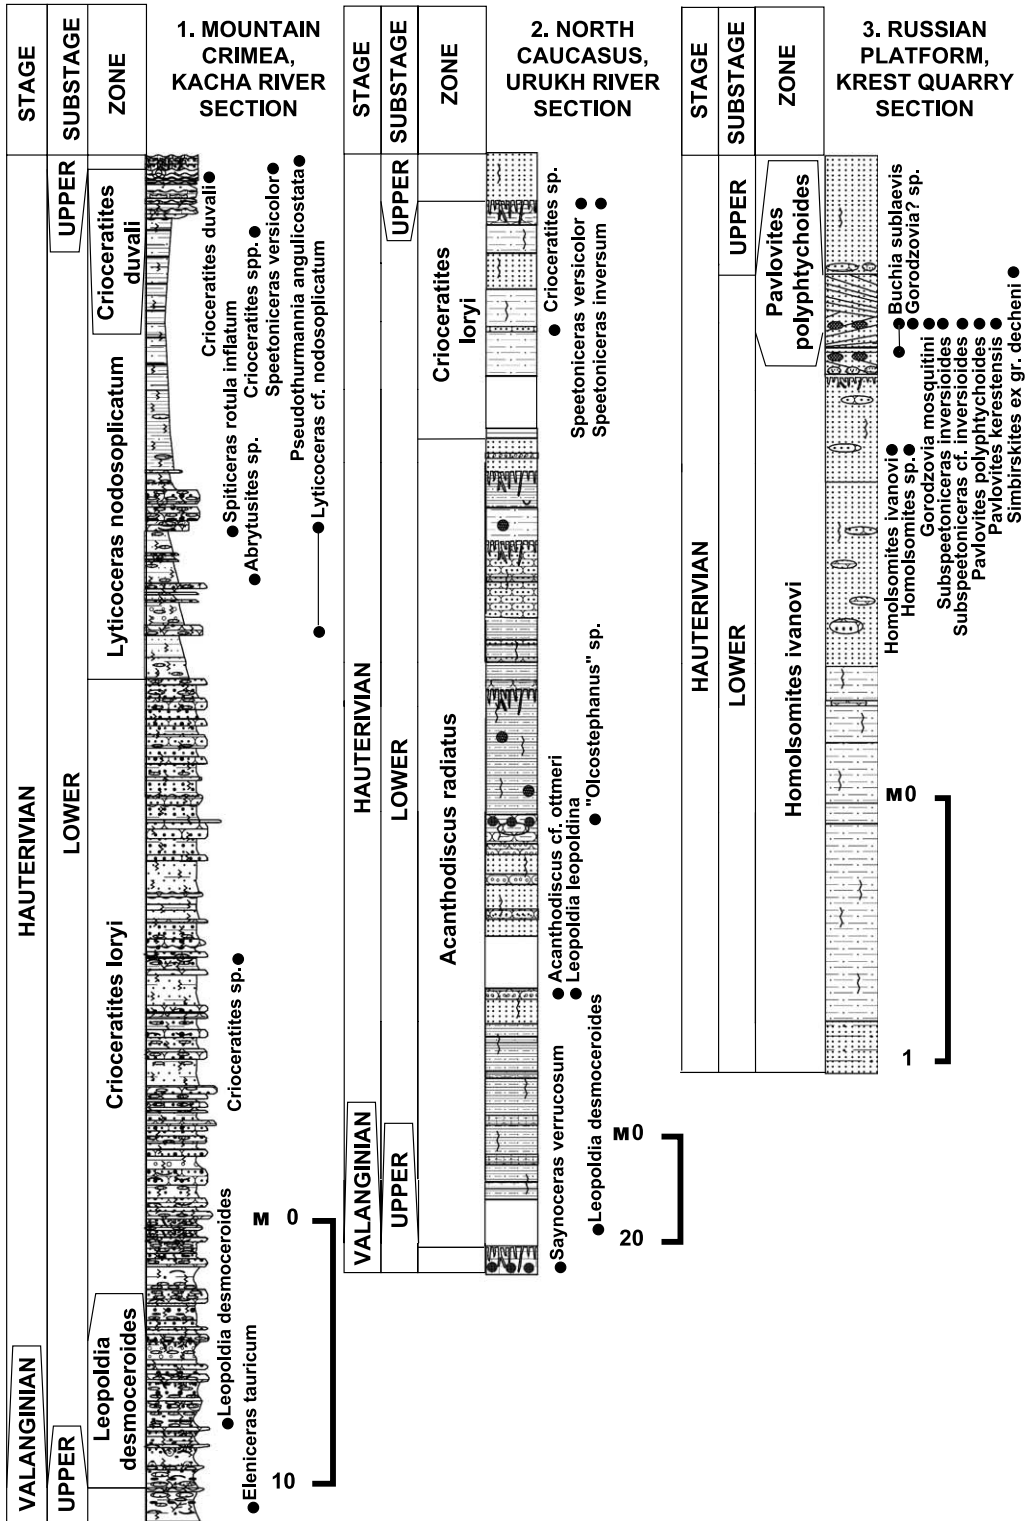 STAGE
SUBSTAGE
ZONE
1. MOUNTAIN
CRIMEA,
KACHA RIVER
SECTION
HAUTERIVIAN
VALANGINIAN
UPPER
LOWER
UPPER
Crioceratites
duvali
Lyticoceras nodosoplicatum
Crioceratites loryi
Leopoldia
desmoceroides
Crioceratites duvali
Spiticeras rotula inflatum
Crioceratites spp.
Abrytusites sp.
Speetoniceras versicolor
Pseudothurmannia angulicostata
Lyticoceras cf. nodosoplicatum
Crioceratites sp.
Leopoldia desmoceroides
Eleniceras tauricum
м 0
10
STAGE
SUBSTAGE
ZONE
2. NORTH
CAUCASUS,
URUKH RIVER
SECTION
HAUTERIVIAN
VALANGINIAN
UPPER
LOWER
UPPER
Crioceratites
loryi
Acanthodiscus radiatus
Crioceratites sp.
Speetoniceras versicolor
Speetoniceras inversum
"Olcostephanus" sp.
Acanthodiscus cf. ottmeri
Leopoldia leopoldina
Leopoldia desmoceroides
Saynoceras verrucosum
м 0
20
STAGE
SUBSTAGE
ZONE
3. RUSSIAN
PLATFORM,
KREST QUARRY
SECTION
HAUTERIVIAN
UPPER
LOWER
Pavlovites
polyphtychoides
Homolsomites ivanovi
Buchia sublaevis
Gorodzovia? sp.
Homolsomites ivanovi
Homolsomites sp.
Gorodzovia mosquitini
Subspeetoniceras inversioides
Subspeetoniceras cf. inversioides
Pavlovites polyphtychoides
Pavlovites kerestensis
Simbirskites ex gr. decheni
м 0
1